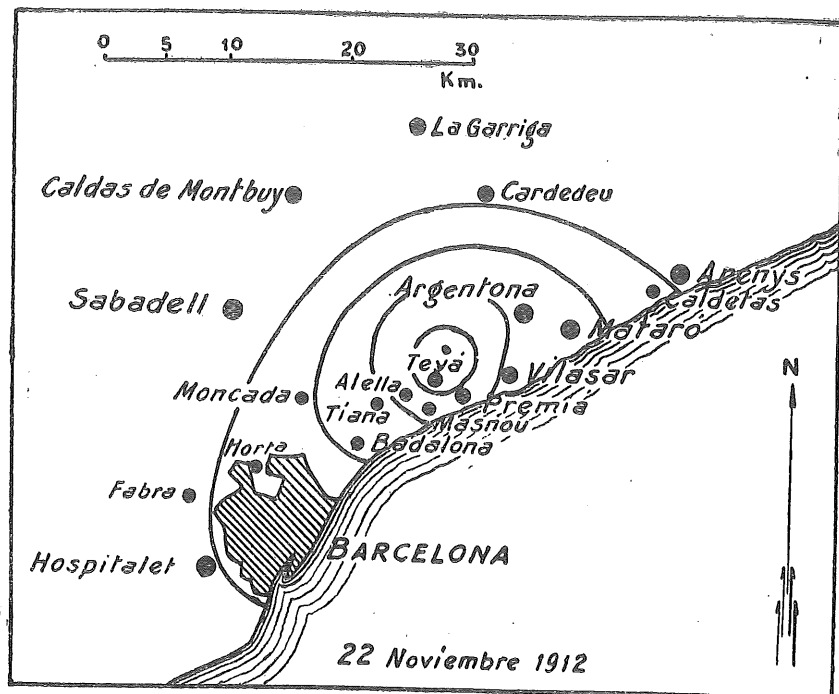 0 5 10 20 30
Km.
La Garriga
Caldas de Montbuy
Cardedeu
Arenys
Caldetas
Sabadell
Argentona
Mataró
N
Teyá
Vilasar
Alella
Moncada
Premia
Tiana
Masnou
Badalona
Horta
Fabra
BARCELONA
Hospitalet
22 Noviembre 1912